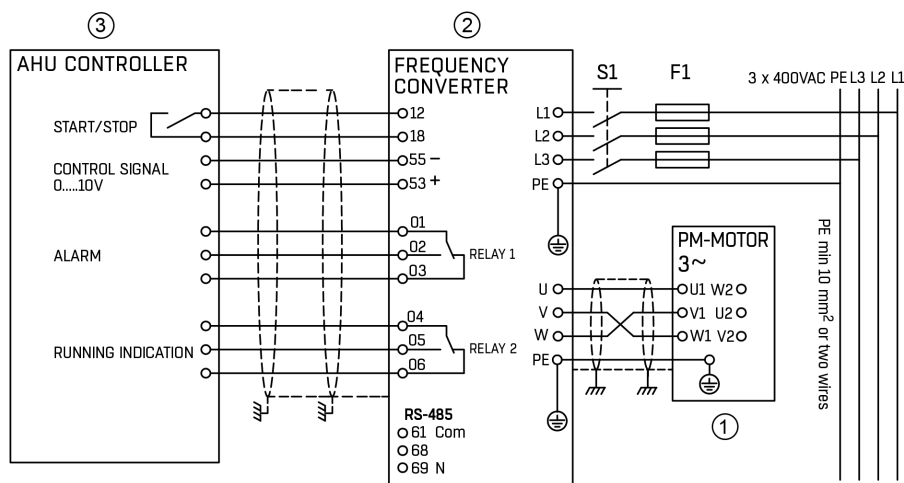 3
2
AHU CONTROLLER
FREQUENCY
CONVERTER
S1
F1
3 x 400VAC PE L3 L2 L1
START/STOP
12
18
CONTROL SIGNAL
0.....10V
55 –
53 +
L1
L2
L3
PE
ALARM
01
02
03
RELAY 1
RUNNING INDICATION
04
05
06
RELAY 2
U
V
W
PE
PM-MOTOR
3~
U1 W2
V1 U2
W1 V2
1
PE min 10 mm² or two wires
RS-485
61 Com
68
69 N